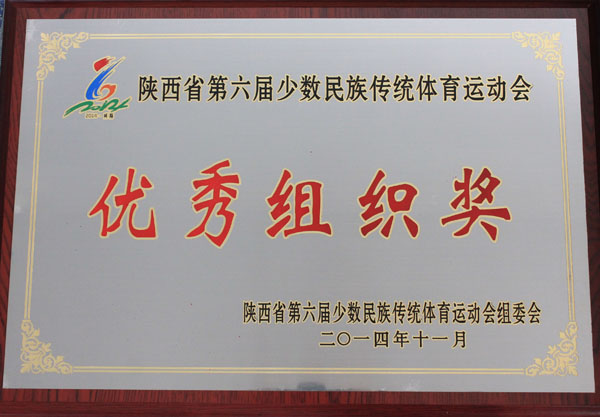 陕西省第六届少数民族传统体育运动会
2014
优秀组织奖
陕西省第六届少数民族传统体育运动会组委会
二〇一四年十一月